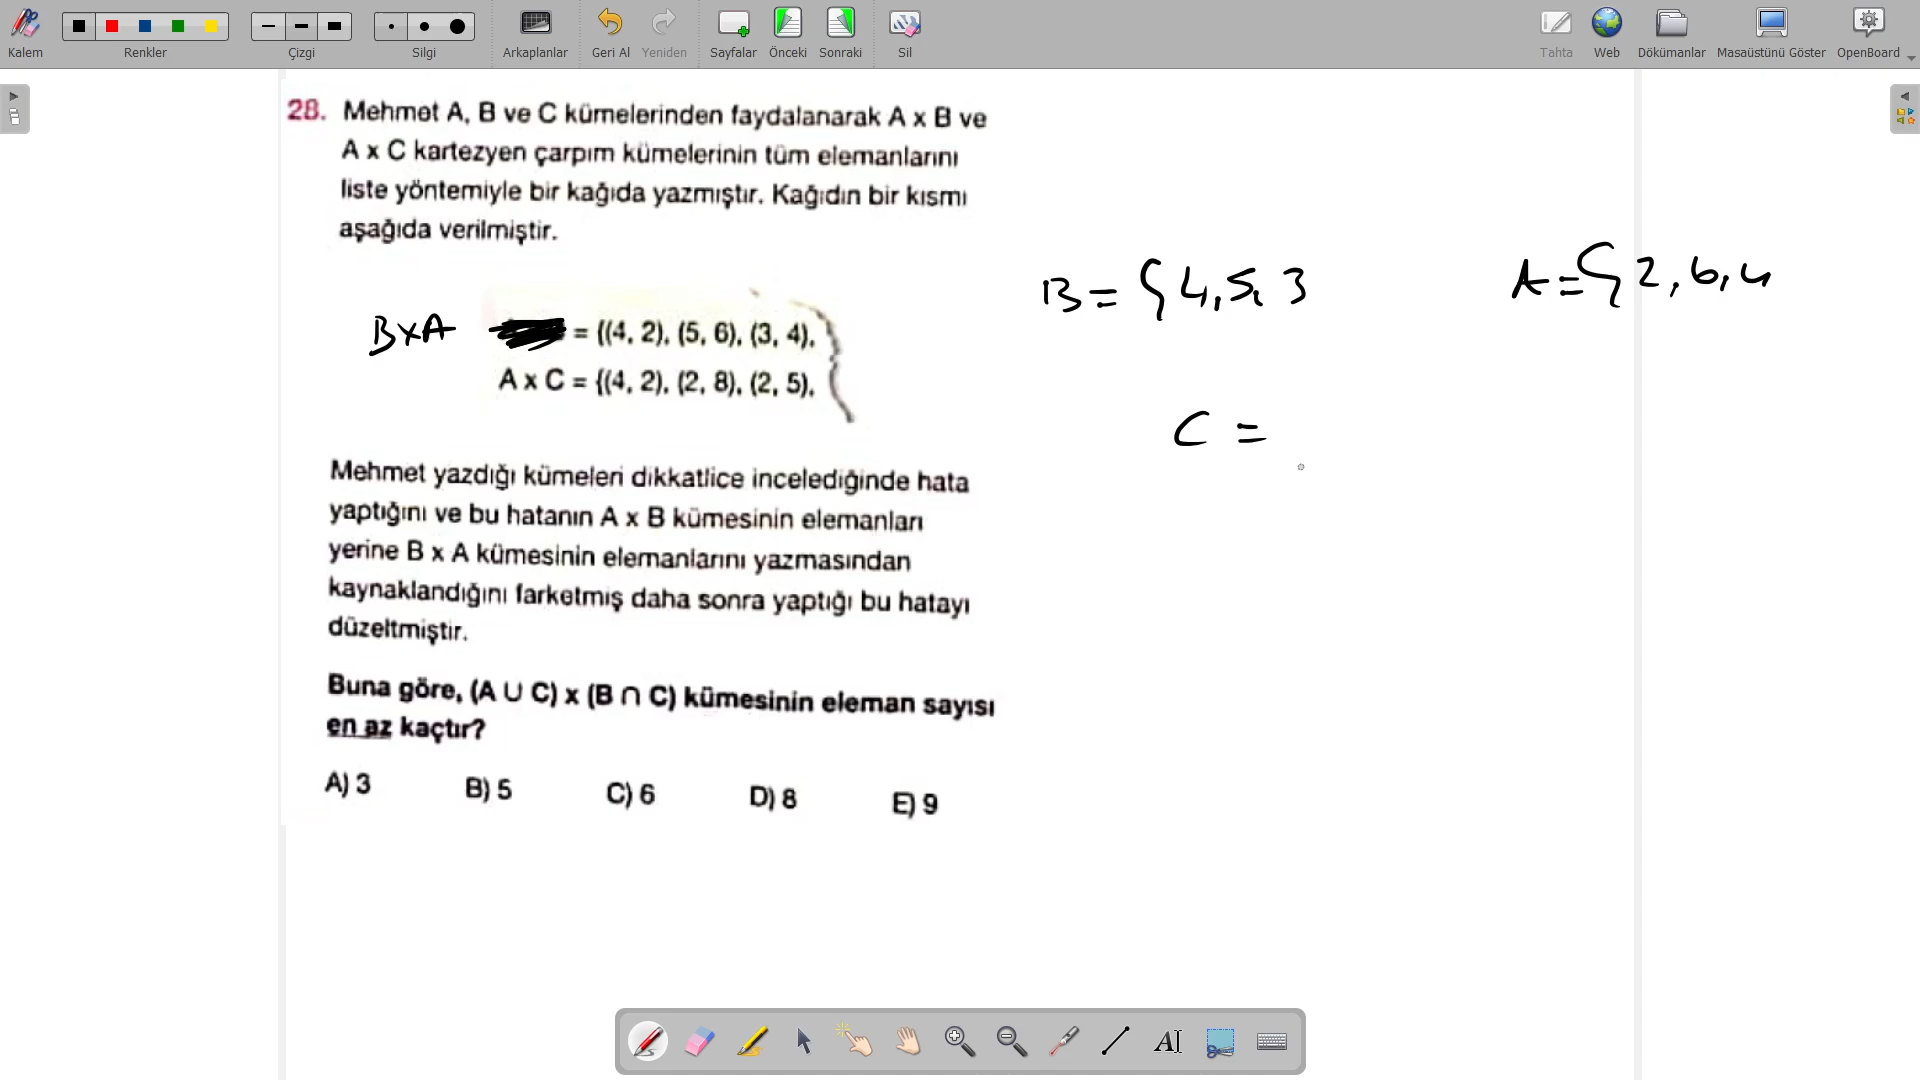 Kalem Renkler Çizgi Silgi Arkaplanlar Geri Al Yeniden Sayfalar Önceki Sonraki Sil Tahta Web Dökümanlar Masaüstünü Göster OpenBoard
28. Mehmet A, B ve C kümelerinden faydalanarak A x B ve
A x C kartezyen çarpım kümelerinin tüm elemanlarını
liste yöntemiyle bir kağıda yazmıştır. Kağıdın bir kısmı
aşağıda verilmiştir.
B = { 4, 5, 3
A = { 2, 6, 4
BxA = {(4, 2), (5, 6), (3, 4),
A x C = {(4, 2), (2, 8), (2, 5),
C =
Mehmet yazdığı kümeleri dikkatlice incelediğinde hata
yaptığını ve bu hatanın A x B kümesinin elemanları
yerine B x A kümesinin elemanlarını yazmasından
kaynaklandığını farketmiş daha sonra yaptığı bu hatayı
düzeltmiştir.
Buna göre, (A ∪ C) x (B ∩ C) kümesinin eleman sayısı
en az kaçtır?
A) 3 B) 5 C) 6 D) 8 E) 9